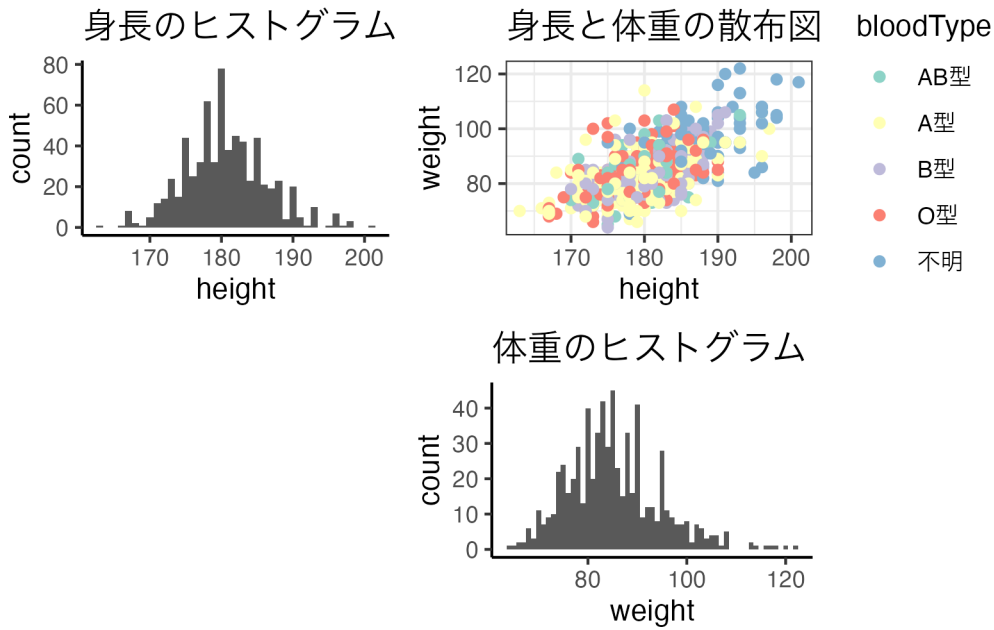 身長のヒストグラム
80
60
40
20
0
count
170 180 190 200
height
身長と体重の散布図
120
100
80
weight
170 180 190 200
height
bloodType
AB型
A型
B型
O型
不明
体重のヒストグラム
40
30
20
10
0
count
80 100 120
weight